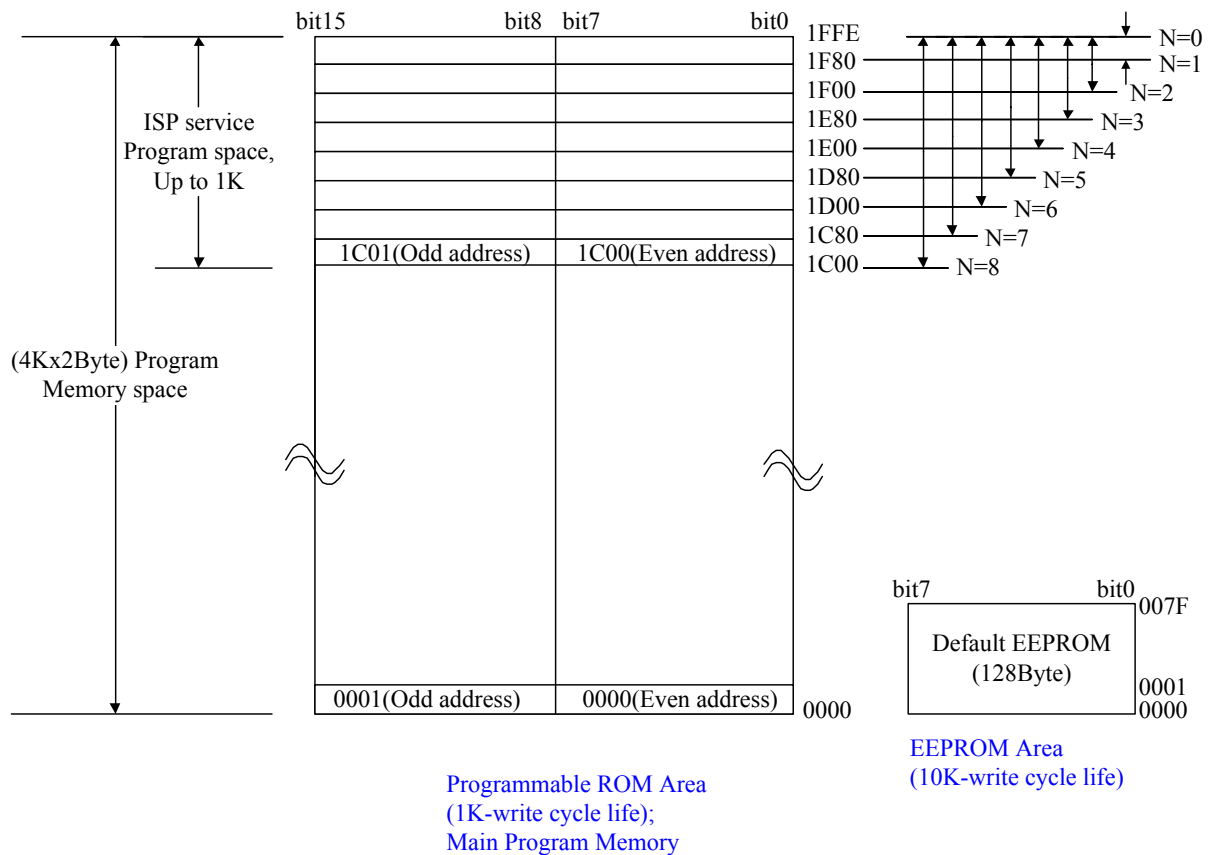 bit15 bit8 bit7 bit0
1FFE
N=0
1F80
N=1
1F00
N=2
1E80
N=3
1E00
N=4
1D80
N=5
1D00
N=6
1C80
N=7
1C00
N=8
ISP service
Program space,
Up to 1K
1C01(Odd address) 1C00(Even address)
(4Kx2Byte) Program
Memory space
bit7 bit0
007F
Default EEPROM
(128Byte)
0001
0000
0001(Odd address) 0000(Even address)
0000
EEPROM Area
(10K-write cycle life)
Programmable ROM Area
(1K-write cycle life);
Main Program Memory